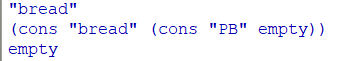 "bread"
(cons "bread" (cons "PB" empty))
empty